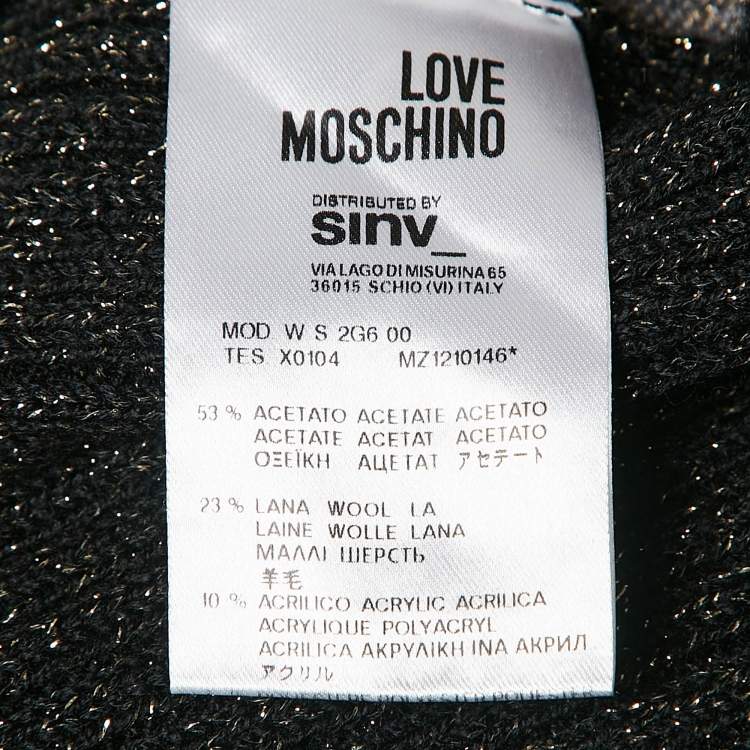 LOVE
MOSCHINO
DISTRIBUTED BY
sinv_
VIA LAGO DI MISURINA 65
36015 SCHIO (VI) ITALY
MOD W S 2G6 00
TES X0104 MZ1210146*
53 % ACETATO ACETATE ACETATO
ACETATE ACETAT ACETATO
ΟΞΕΪΚΗ АЦЕТАТ アセテート
23 % LANA WOOL LA
LAINE WOLLE LANA
ΜΑΛΛΙ ШЕРСТЬ
羊毛
10 % ACRILICO ACRYLIC ACRILICA
ACRYLIQUE POLYACRYL
ACRILICA ΑΚΡΥΛΙΚΗ ΙΝΑ АКРИЛ
アクリル